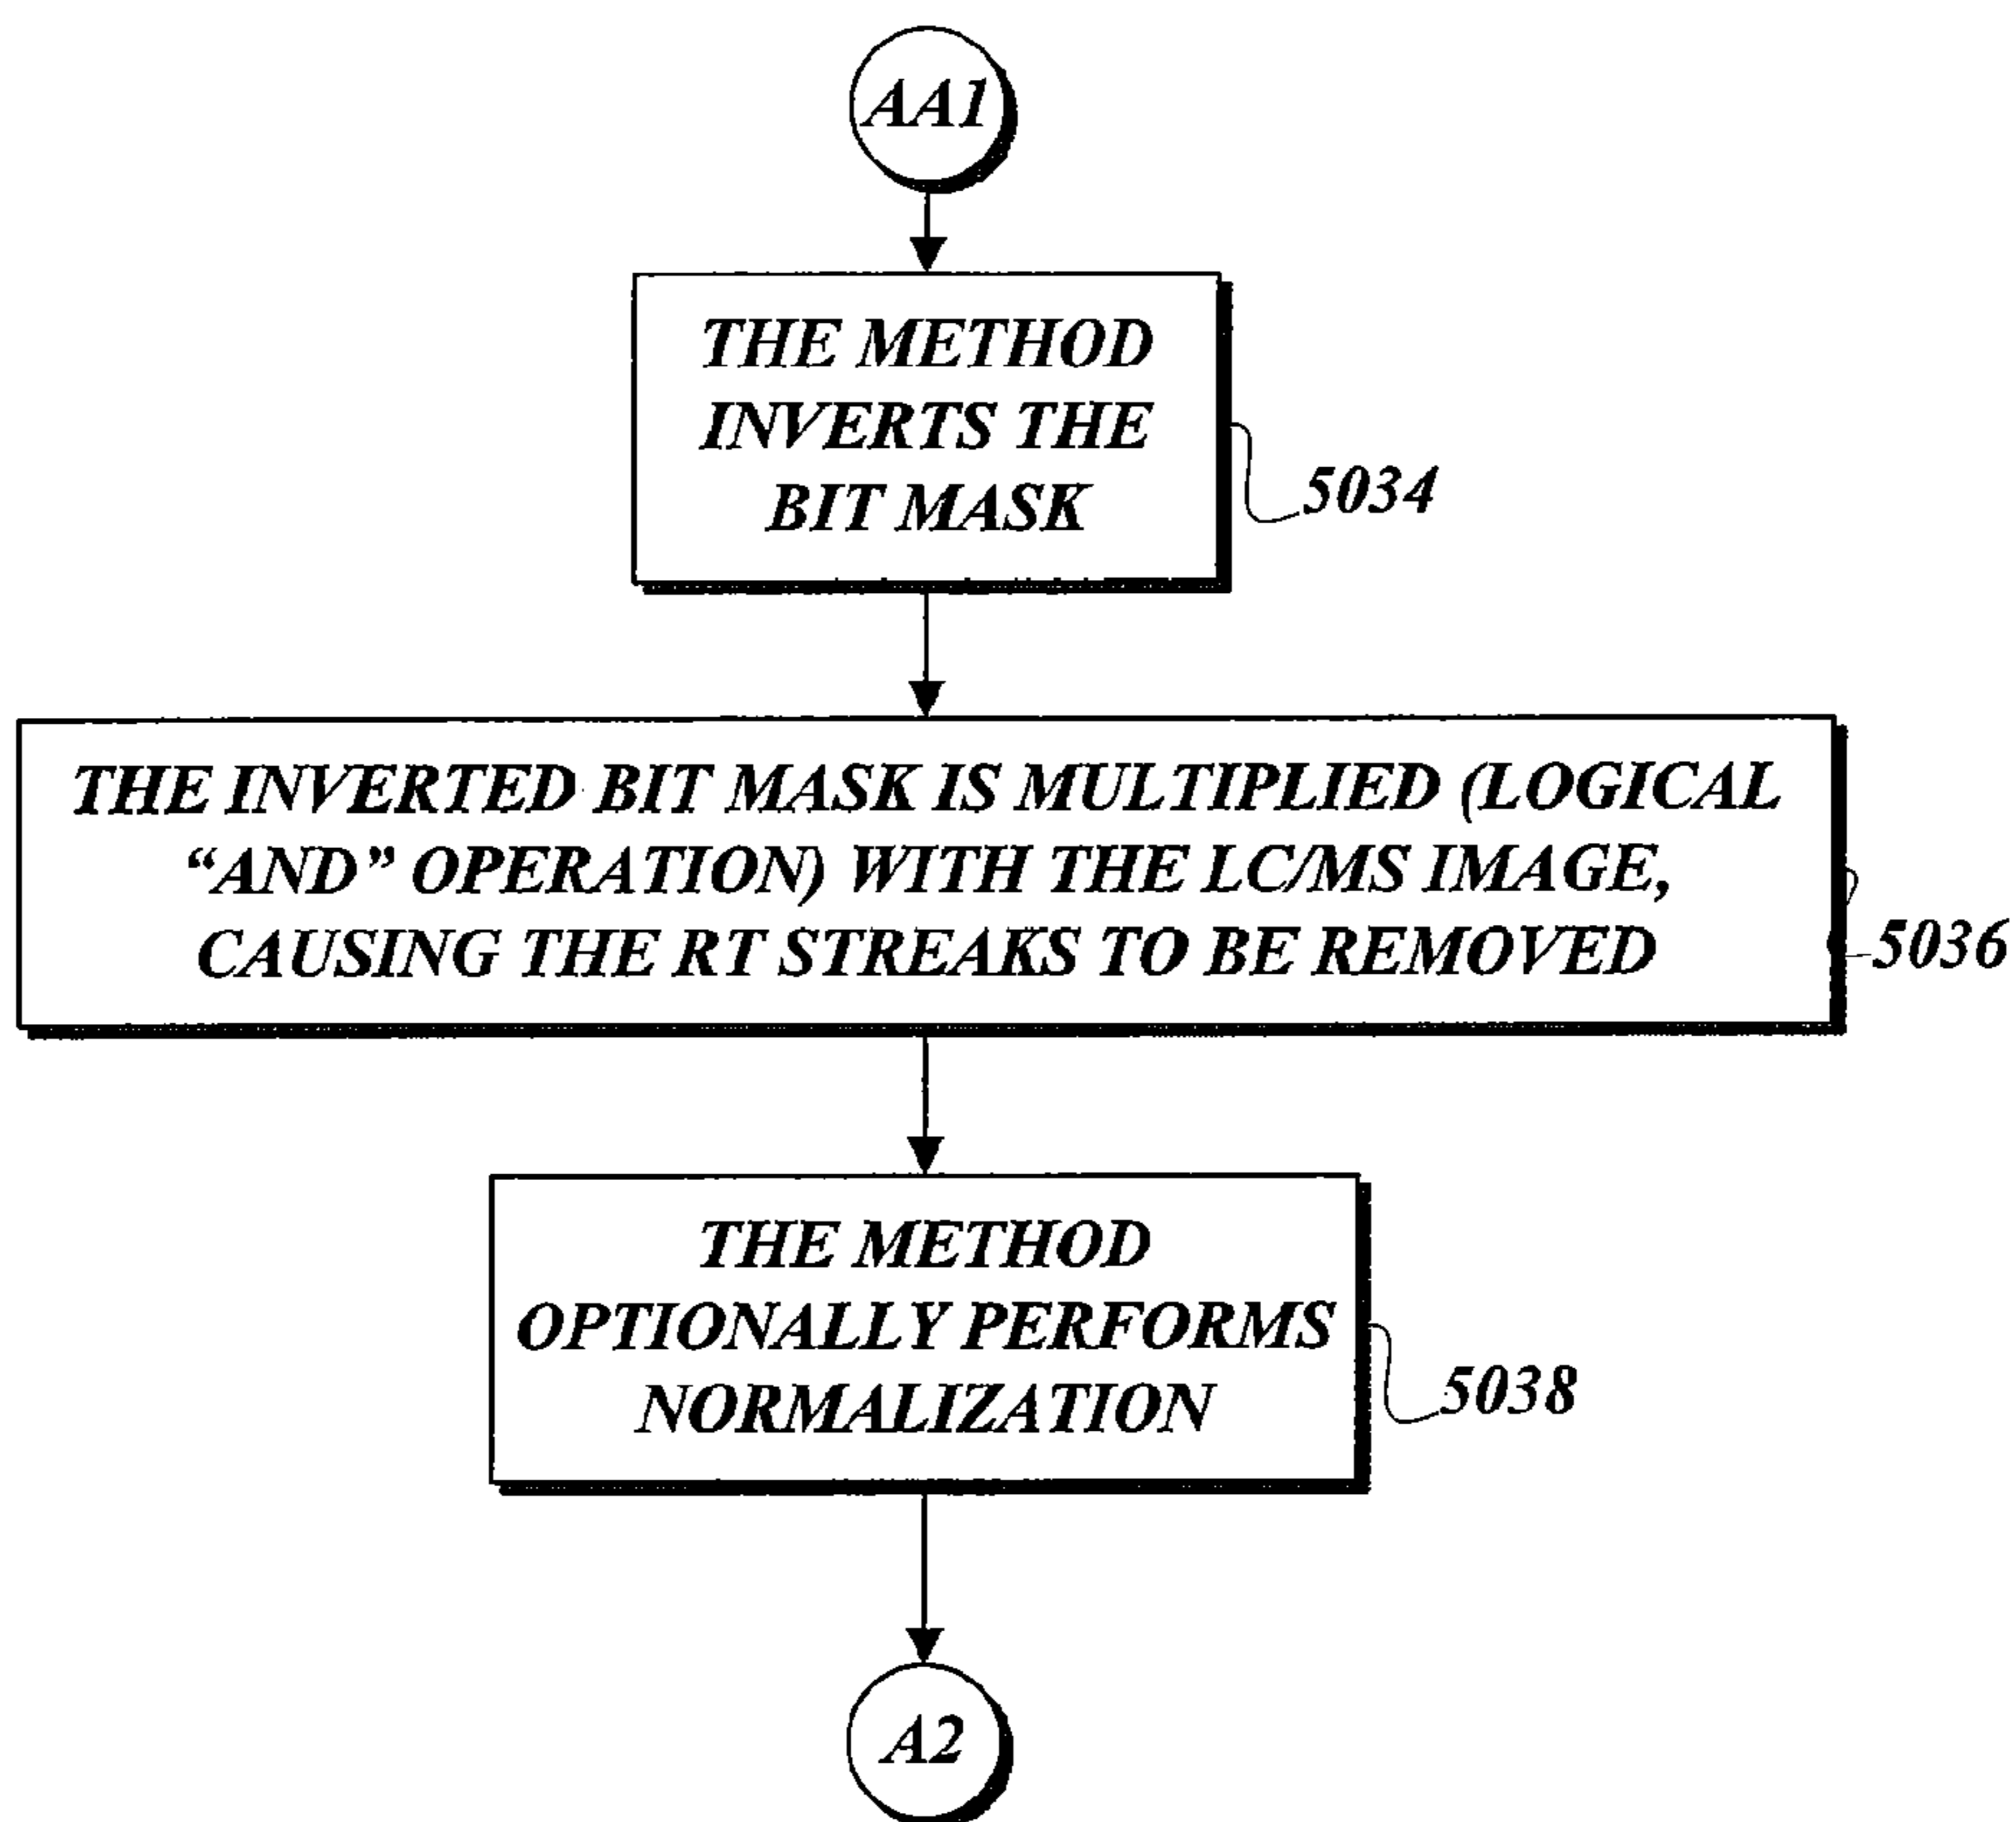 AA1
THE METHOD
INVERTS THE
BIT MASK
5034
THE INVERTED BIT MASK IS MULTIPLIED (LOGICAL
“AND” OPERATION) WITH THE LC/MS IMAGE,
CAUSING THE RT STREAKS TO BE REMOVED
5036
THE METHOD
OPTIONALLY PERFORMS
NORMALIZATION
5038
A2